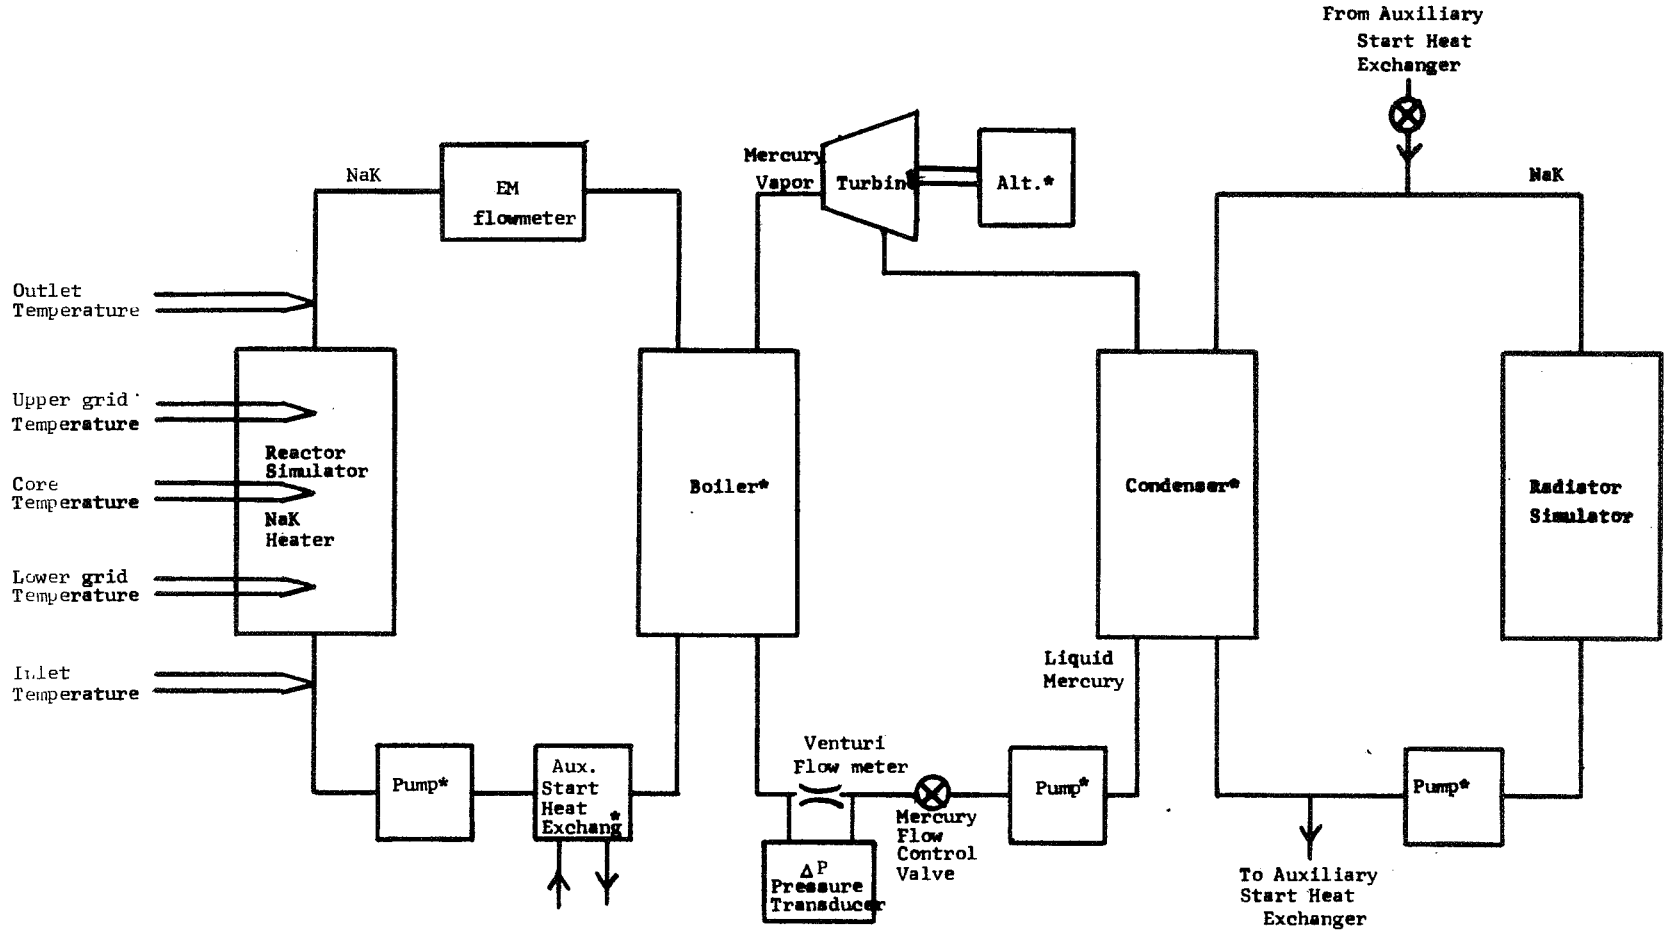 From Auxiliary
Start Heat
Exchanger
NaK
EM
flowmeter
Mercury
Vapor
Turbine*
Alt.*
NaK
Outlet
Temperature
Upper grid
Temperature
Reactor
Simulator
NaK
Heater
Core
Temperature
Lower grid
Temperature
Inlet
Temperature
Boiler*
Condenser*
Radiator
Simulator
Liquid
Mercury
Pump*
Aux.
Start
Heat
Exchang*
Venturi
Flow meter
Mercury
Flow
Control
Valve
Pump*
Pump*
ΔP
Pressure
Transducer
To Auxiliary
Start Heat
Exchanger